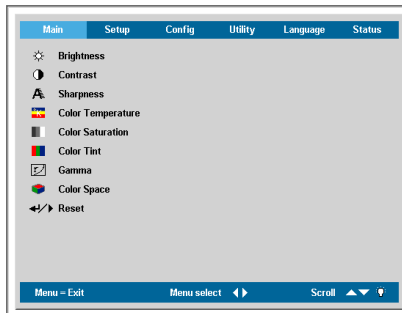 Main Setup Config Utility Language Status
Brightness
Contrast
Sharpness
Color Temperature
Color Saturation
Color Tint
Gamma
Color Space
Reset
Menu = Exit Menu select Scroll